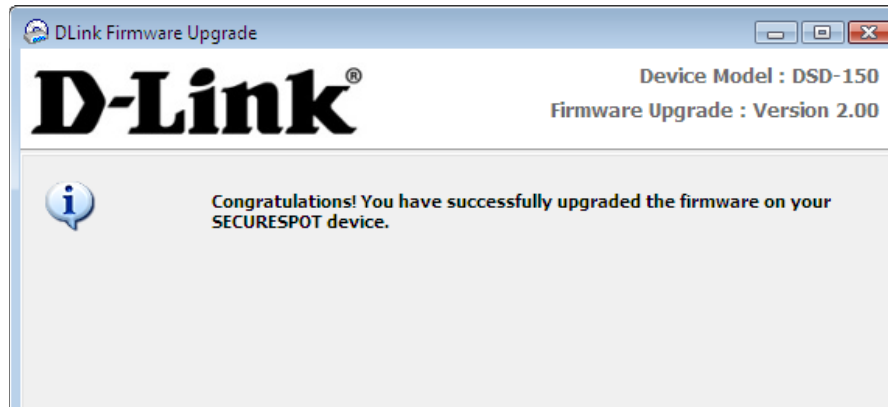 DLink Firmware Upgrade
D-Link®
Device Model : DSD-150
Firmware Upgrade : Version 2.00
Congratulations! You have successfully upgraded the firmware on your
SECURESPOT device.